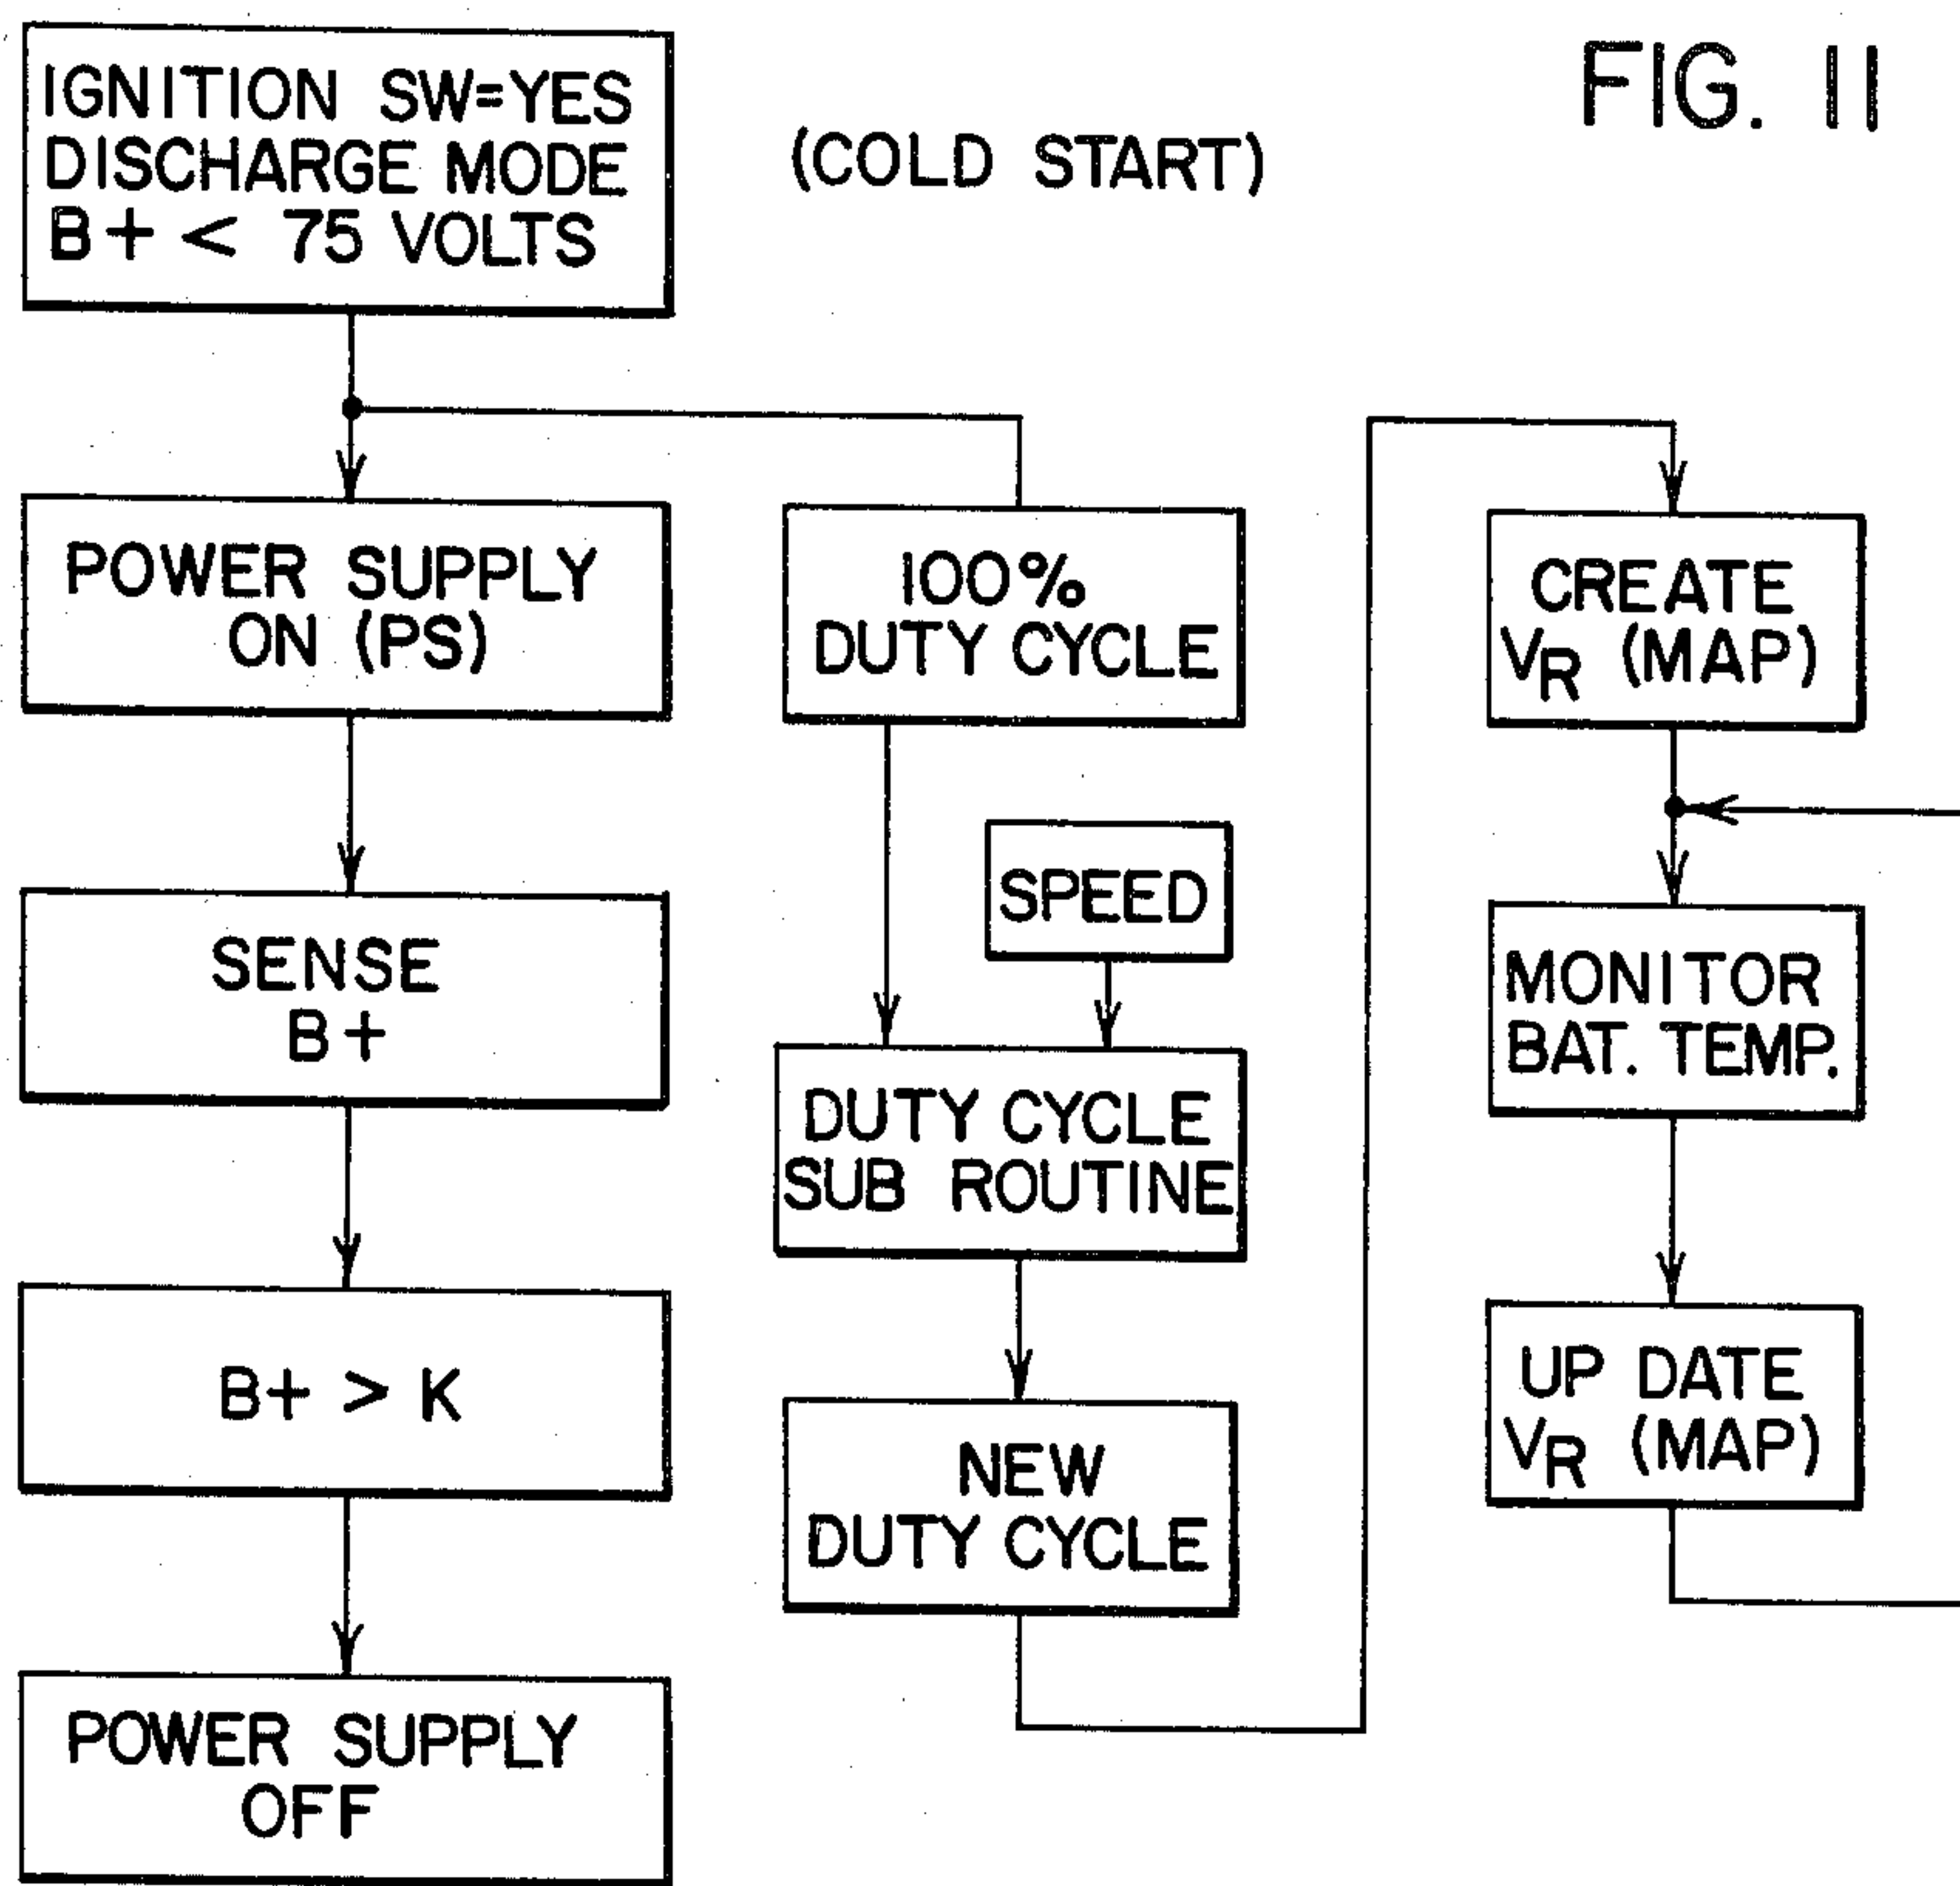 FIG. 11
(COLD START)
IGNITION SW=YES
DISCHARGE MODE
B+ < 75 VOLTS
POWER SUPPLY
ON (PS)
SENSE
B+
B+ > K
POWER SUPPLY
OFF
100%
DUTY CYCLE
SPEED
DUTY CYCLE
SUB ROUTINE
NEW
DUTY CYCLE
CREATE
VR (MAP)
MONITOR
BAT. TEMP.
UP DATE
VR (MAP)